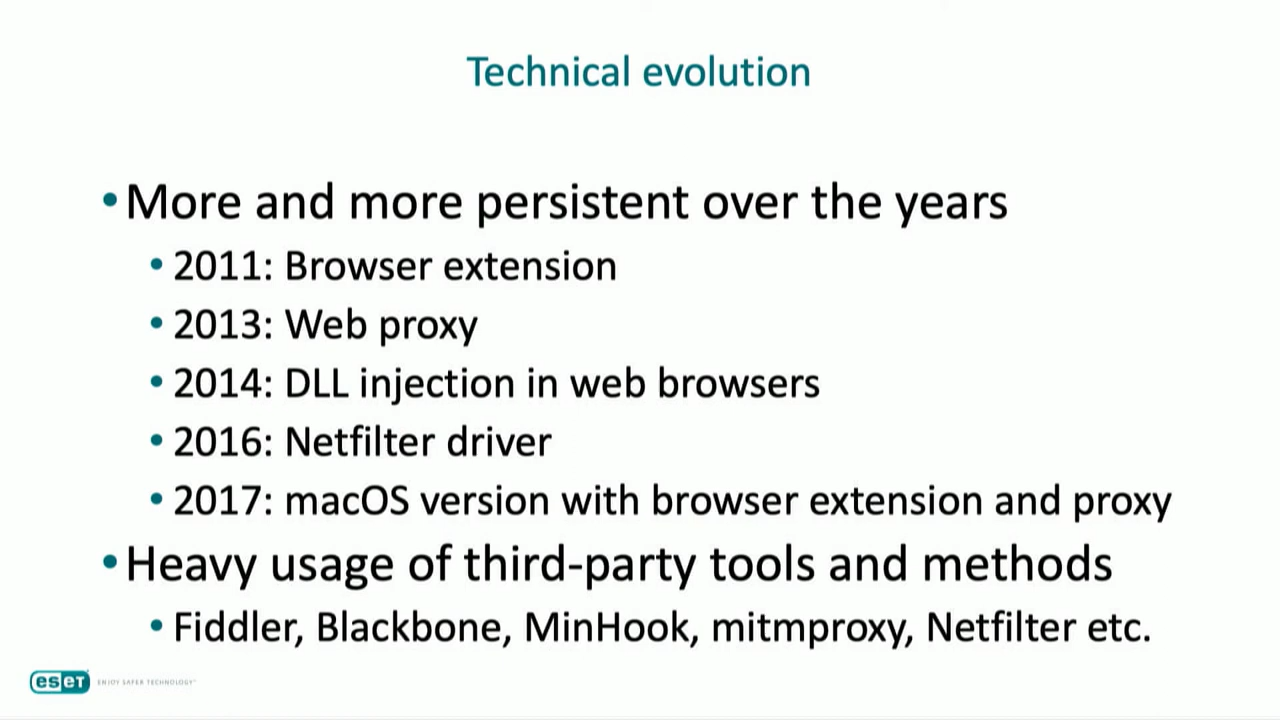 Technical evolution
•More and more persistent over the years
•2011: Browser extension
•2013: Web proxy
•2014: DLL injection in web browsers
•2016: Netfilter driver
•2017: macOS version with browser extension and proxy
•Heavy usage of third-party tools and methods
•Fiddler, Blackbone, MinHook, mitmproxy, Netfilter etc.
eseT ENJOY SAFER TECHNOLOGY™